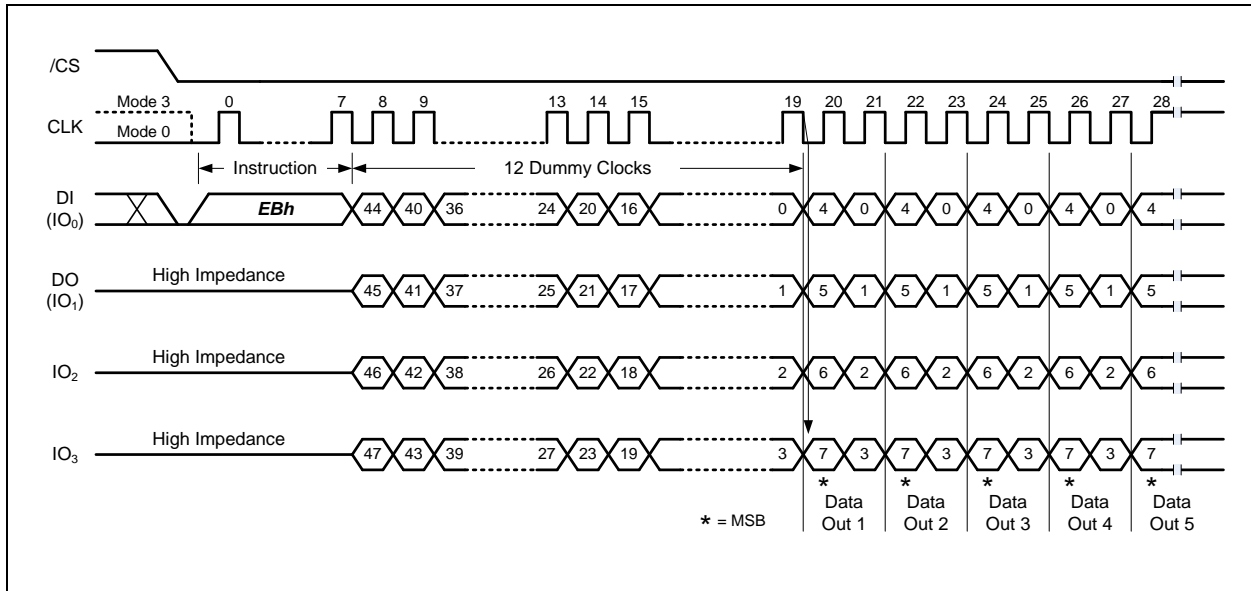 /CS
Mode 3 0 7 8 9 13 14 15 19 20 21 22 23 24 25 26 27 28
CLK
Mode 0
Instruction 12 Dummy Clocks
DI
(IO0) EBh 44 40 36 24 20 16 0 4 0 4 0 4 0 4 0 4
High Impedance
DO
(IO1) 45 41 37 25 21 17 1 5 1 5 1 5 1 5 1 5
High Impedance
IO2 46 42 38 26 22 18 2 6 2 6 2 6 2 6 2 6
High Impedance
IO3 47 43 39 27 23 19 3 7 3 7 3 7 3 7 3 7
* * * * *
Data Data Data Data Data
* = MSB Out 1 Out 2 Out 3 Out 4 Out 5